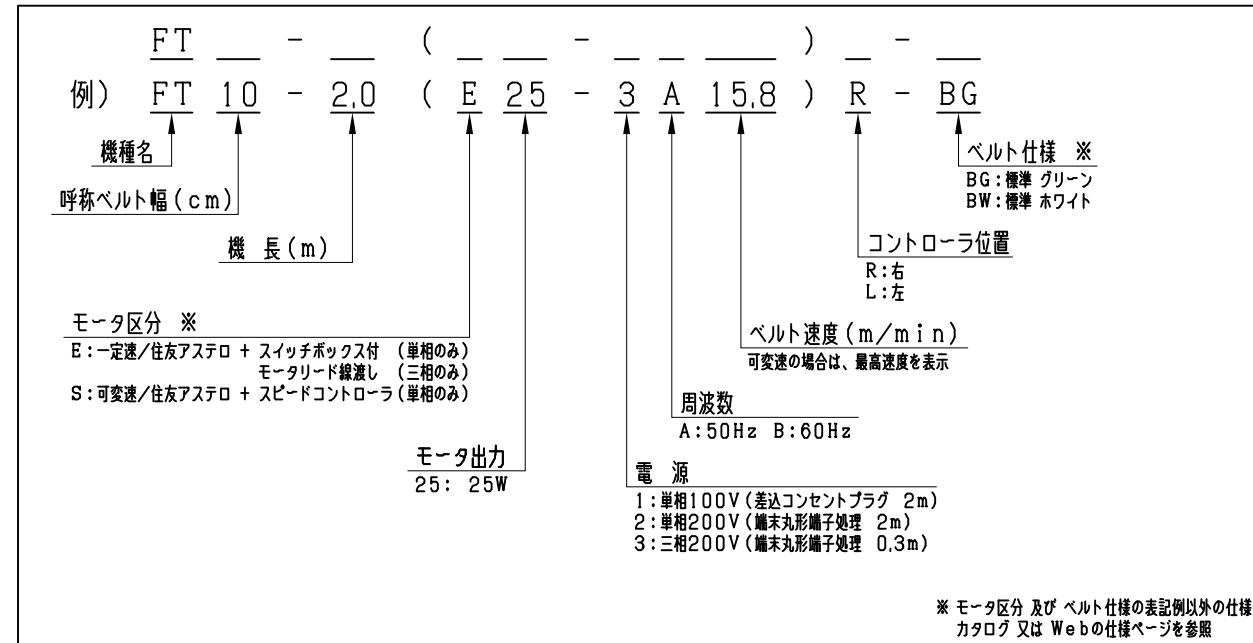 FT _ - _ ( _ _ - _ _ _ ) _ - _
例) FT 10 - 2.0 ( E 25 - 3 A 15.8 ) R - BG
機種名
呼称ベルト幅(cm)
機 長(m)
モータ区分 ※
E:一定速/住友アステロ + スイッチボックス付 (単相のみ)
モータリード線渡し (三相のみ)
S:可変速/住友アステロ + スピードコントローラ(単相のみ)
モータ出力
25: 25W
電 源
1:単相100V(差込コンセントプラグ 2m)
2:単相200V(端末丸形端子処理 2m)
3:三相200V(端末丸形端子処理 0.3m)
周波数
A:50Hz B:60Hz
ベルト速度(m/min)
可変速の場合は、最高速度を表示
コントローラ位置
R:右
L:左
ベルト仕様 ※
BG:標準 グリーン
BW:標準 ホワイト
※ モータ区分 及び ベルト仕様の表記例以外の仕様
カタログ 又は Webの仕様ページを参照